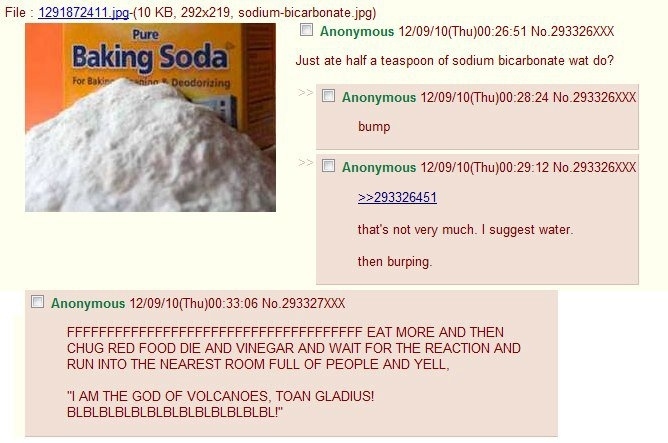 File : 1291872411.jpg-(10 KB, 292x219, sodium-bicarbonate.jpg)
Pure
Baking Soda
For Baking
Deodorizing
Anonymous 12/09/10(Thu)00:26:51 No.293326XXX
Just ate half a teaspoon of sodium bicarbonate wat do?
>> Anonymous 12/09/10(Thu)00:28:24 No.293326XXX
bump
>> Anonymous 12/09/10(Thu)00:29:12 No.293326XXX
>>293326451
that's not very much. I suggest water.
then burping.
Anonymous 12/09/10(Thu)00:33:06 No.293327XXX
FFFFFFFFFFFFFFFFFFFFFFFFFFFFFFFFFFFFF EAT MORE AND THEN
CHUG RED FOOD DIE AND VINEGAR AND WAIT FOR THE REACTION AND
RUN INTO THE NEAREST ROOM FULL OF PEOPLE AND YELL,
"I AM THE GOD OF VOLCANOES, TOAN GLADIUS!
BLBLBLBLBLBLBLBLBLBLBLBLBL!"